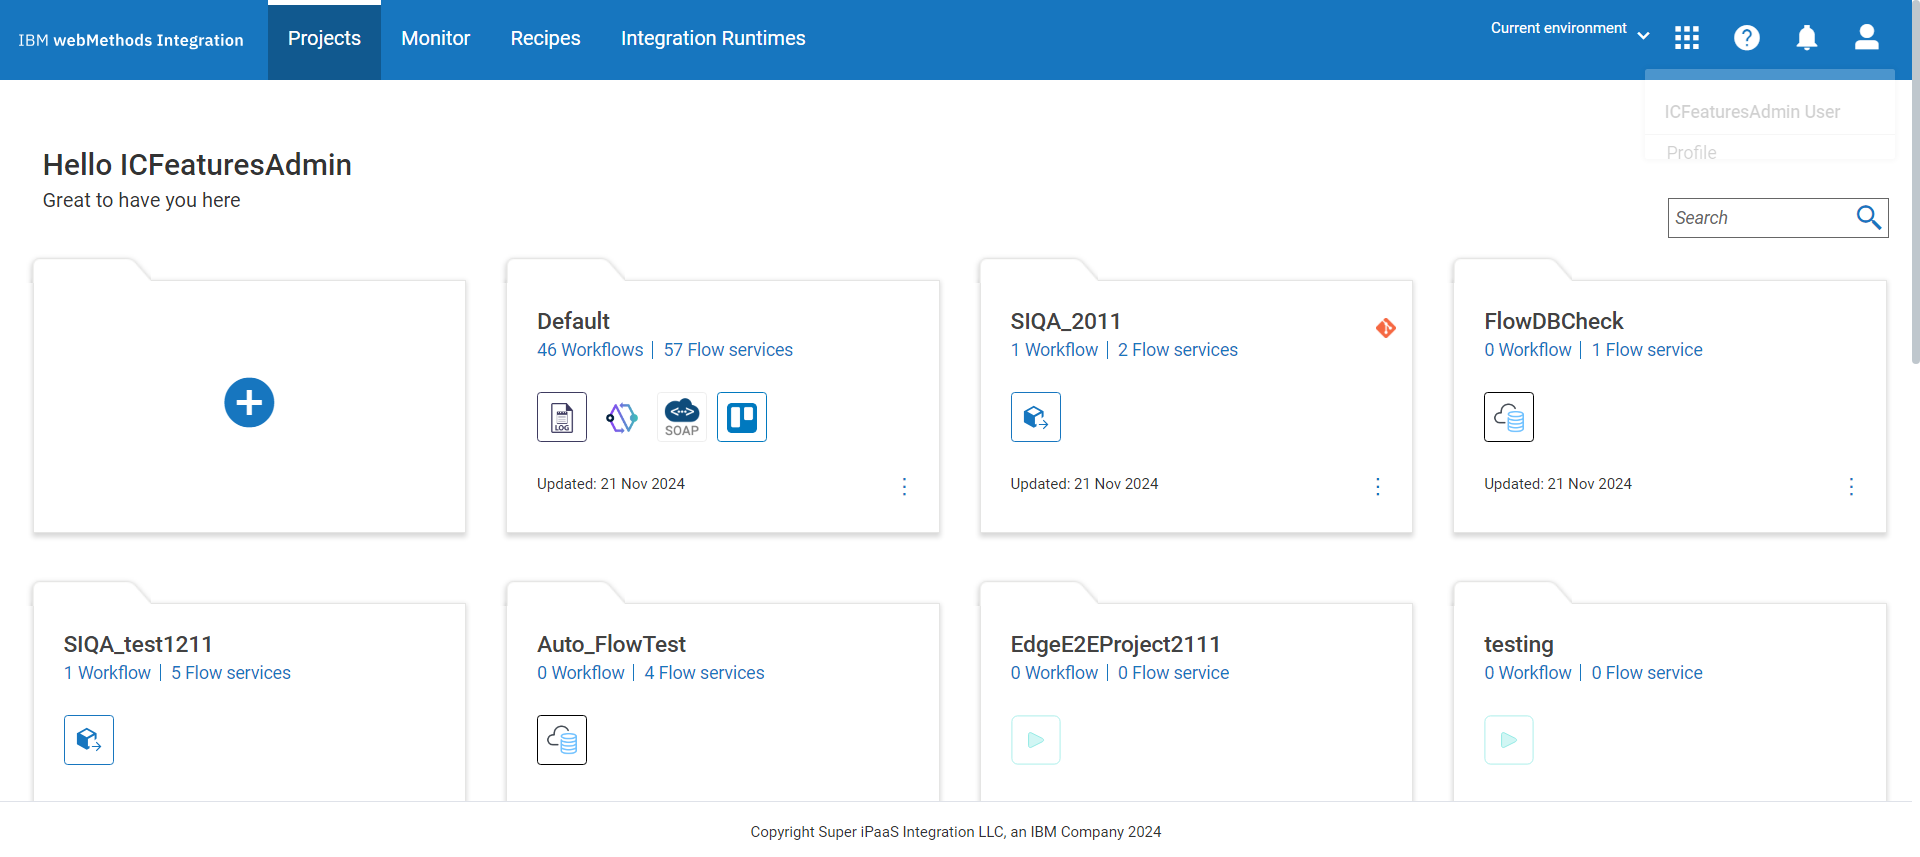 IBM webMethods Integration
Projects
Monitor
Recipes
Integration Runtimes
Current environment
ICFeaturesAdmin User
Profile
Hello ICFeaturesAdmin
Great to have you here
Search
Default
46 Workflows | 57 Flow services
LOG
SOAP
Updated: 21 Nov 2024
SIQA_2011
1 Workflow | 2 Flow services
Updated: 21 Nov 2024
FlowDBCheck
0 Workflow | 1 Flow service
Updated: 21 Nov 2024
SIQA_test1211
1 Workflow | 5 Flow services
Auto_FlowTest
0 Workflow | 4 Flow services
EdgeE2EProject2111
0 Workflow | 0 Flow service
testing
0 Workflow | 0 Flow service
Copyright Super iPaaS Integration LLC, an IBM Company 2024